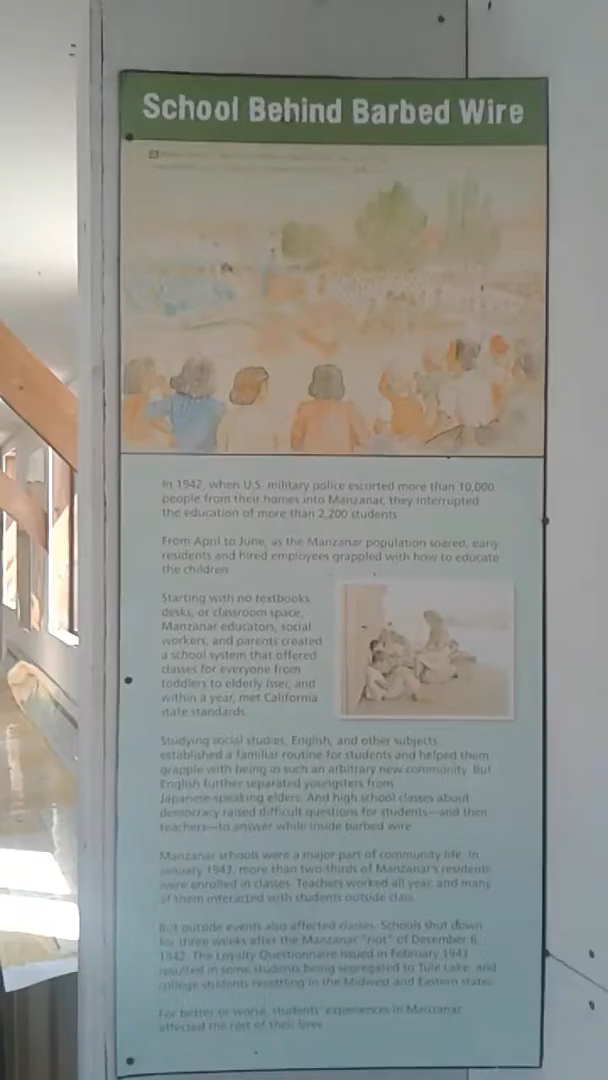 School Behind Barbed Wire
In 1942, when U.S. military police escorted more than 10,000
people from their homes into Manzanar, they interrupted
the education of more than 2,200 students.
From April to June, as the Manzanar population soared, early
residents and hired employees grappled with how to educate
the children.
Starting with no textbooks,
desks, or classroom space,
Manzanar educators, social
workers, and parents created
a school system that offered
classes for everyone from
toddlers to elderly Issei, and
within a year, met California
state standards.
Studying social studies, English, and other subjects
established a familiar routine for students and helped them
grapple with being in such an arbitrary new community. But
English further separated youngsters from
Japanese-speaking elders. And high school classes about
democracy raised difficult questions for students—and their
teachers—to answer while inside barbed wire.
Manzanar schools were a major part of community life. In
January 1943, more than two-thirds of Manzanar's residents
were enrolled in classes. Teachers worked all year, and many
of them interacted with students outside class.
But outside events also affected classes. Schools shut down
for three weeks after the Manzanar "riot" of December 6,
1942. The Loyalty Questionnaire issued in February 1943
resulted in some students being segregated to Tule Lake, and
college students resettling in the Midwest and Eastern states.
For better or worse, students' experiences in Manzanar
affected the rest of their lives.